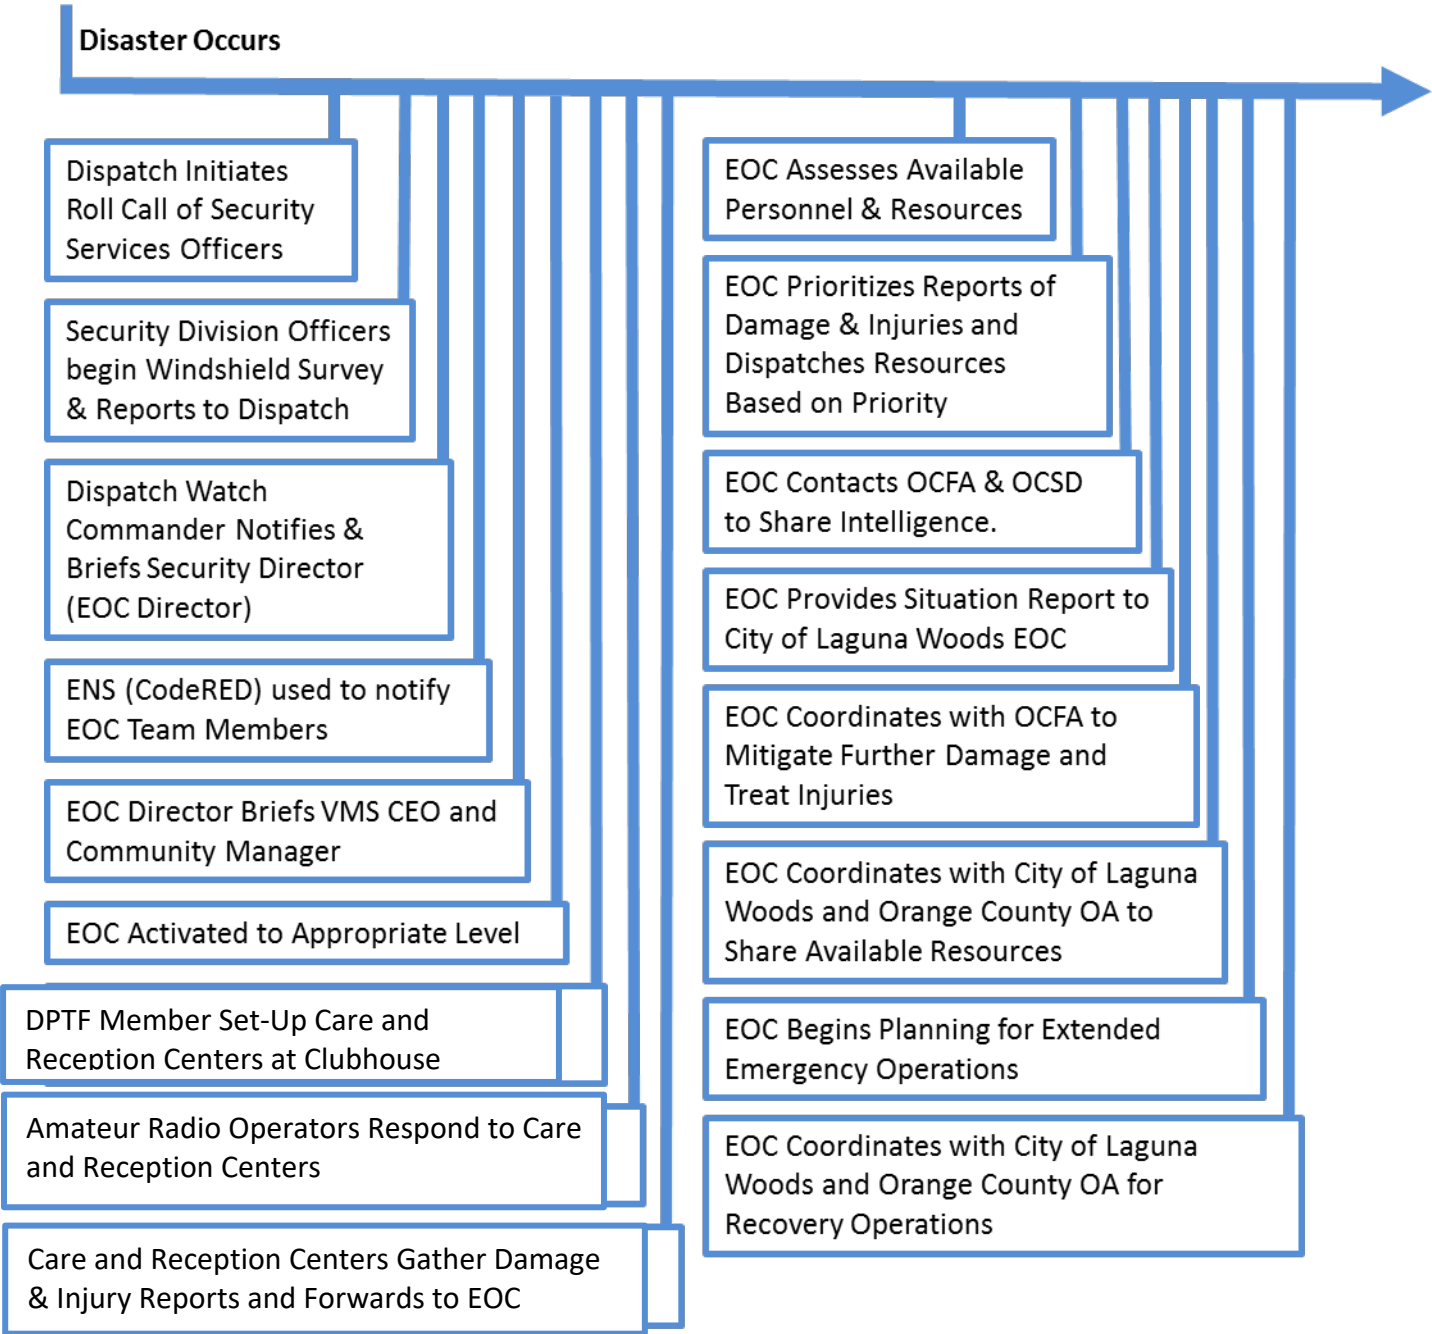 Disaster Occurs
Dispatch Initiates
Roll Call of Security
Services Officers
Security Division Officers
begin Windshield Survey
& Reports to Dispatch
Dispatch Watch
Commander Notifies &
Briefs Security Director
(EOC Director)
ENS (CodeRED) used to notify
EOC Team Members
EOC Director Briefs VMS CEO and
Community Manager
EOC Activated to Appropriate Level
DPTF Member Set-Up Care and
Reception Centers at Clubhouse
Amateur Radio Operators Respond to Care
and Reception Centers
Care and Reception Centers Gather Damage
& Injury Reports and Forwards to EOC
EOC Assesses Available
Personnel & Resources
EOC Prioritizes Reports of
Damage & Injuries and
Dispatches Resources
Based on Priority
EOC Contacts OCFA & OCSD
to Share Intelligence.
EOC Provides Situation Report to
City of Laguna Woods EOC
EOC Coordinates with OCFA to
Mitigate Further Damage and
Treat Injuries
EOC Coordinates with City of Laguna
Woods and Orange County OA to
Share Available Resources
EOC Begins Planning for Extended
Emergency Operations
EOC Coordinates with City of Laguna
Woods and Orange County OA for
Recovery Operations